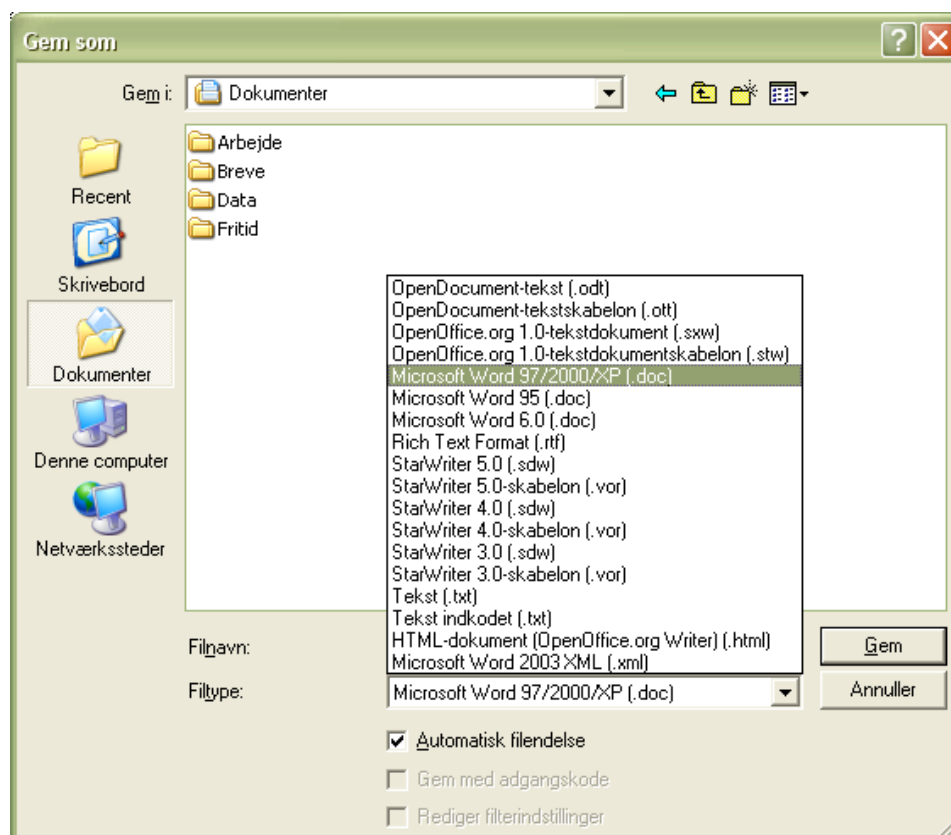 Gem som
Gem i:
Dokumenter
Arbejde
Breve
Data
Fritid
Recent
Skrivebord
Dokumenter
Denne computer
Netværkssteder
OpenDocument-tekst (.odt)
OpenDocument-tekstskabelon (.ott)
OpenOffice.org 1.0-tekstdokument (.sxw)
OpenOffice.org 1.0-tekstdokumentskabelon (.stw)
Microsoft Word 97/2000/XP (.doc)
Microsoft Word 95 (.doc)
Microsoft Word 6.0 (.doc)
Rich Text Format (.rtf)
StarWriter 5.0 (.sdw)
StarWriter 5.0-skabelon (.vor)
StarWriter 4.0 (.sdw)
StarWriter 4.0-skabelon (.vor)
StarWriter 3.0 (.sdw)
StarWriter 3.0-skabelon (.vor)
Tekst (.txt)
Tekst indkodet (.txt)
HTML-dokument (OpenOffice.org Writer) (.html)
Microsoft Word 2003 XML (.xml)
Filnavn:
Gem
Filtype:
Microsoft Word 97/2000/XP (.doc)
Annuller
Automatisk filendelse
Gem med adgangskode
Rediger filterindstillinger